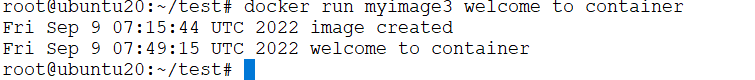 root@ubuntu20:~/test# docker run myimage3 welcome to container
Fri Sep 9 07:15:44 UTC 2022 image created
Fri Sep 9 07:49:15 UTC 2022 welcome to container
root@ubuntu20:~/test#